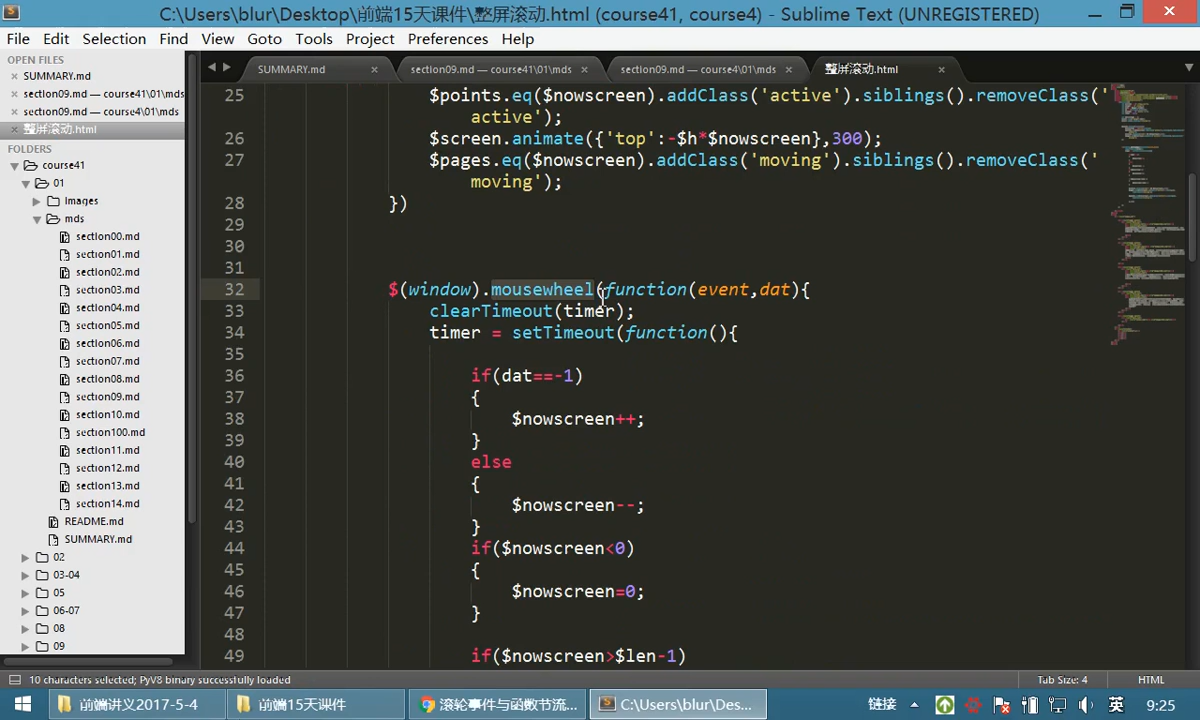 C:\Users\blur\Desktop\前端15天课件\整屏滚动.html (course41, course4) - Sublime Text (UNREGISTERED)
File Edit Selection Find View Goto Tools Project Preferences Help
OPEN FILES
SUMMARY.md
section09.md — course41\01\mds
section09.md — course4\01\mds
整屏滚动.html
FOLDERS
course41
01
Images
mds
section00.md
section01.md
section02.md
section03.md
section04.md
section05.md
section06.md
section07.md
section08.md
section09.md
section10.md
section100.md
section11.md
section12.md
section13.md
section14.md
README.md
SUMMARY.md
02
03-04
05
06-07
08
09
SUMMARY.md section09.md — course41\01\mds section09.md — course4\01\mds 整屏滚动.html
25 $points.eq($nowscreen).addClass('active').siblings().removeClass('
active');
26 $screen.animate({'top':-$h*$nowscreen},300);
27 $pages.eq($nowscreen).addClass('moving').siblings().removeClass('
moving');
28 })
29
30
31
32 $(window).mousewheel(function(event,dat){
33 clearTimeout(timer);
34 timer = setTimeout(function(){
35
36 if(dat==-1)
37 {
38 $nowscreen++;
39 }
40 else
41 {
42 $nowscreen--;
43 }
44 if($nowscreen<0)
45 {
46 $nowscreen=0;
47 }
48
49 if($nowscreen>$len-1)
10 characters selected; PyV8 binary successfully loaded Tab Size: 4 HTML
前端讲义2017-5-4 前端15天课件 滚轮事件与函数节流... C:\Users\blur\Des... 链接 英 9:25